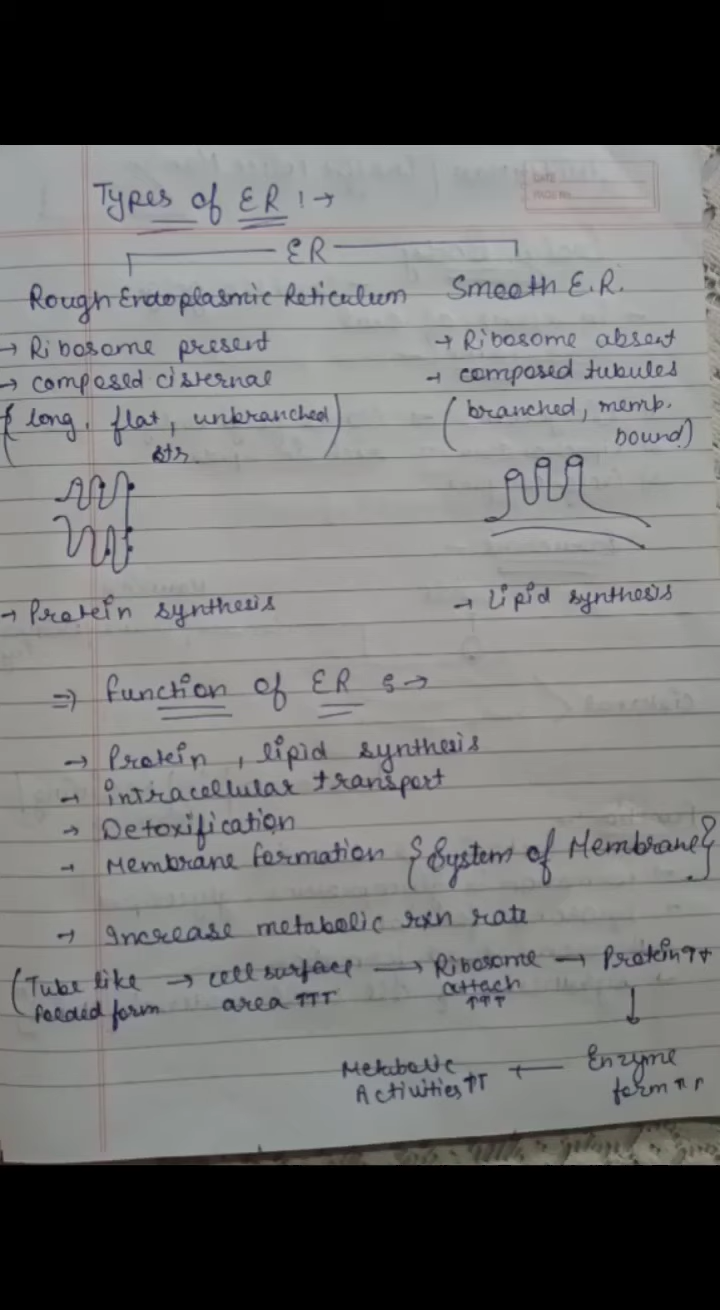 Types of ER :→
ER
Rough Endoplasmic Reticulum Smooth E.R.
→ Ribosome present → Ribosome absent
→ composed cisternal → composed tubules
(long, flat, unbranched str.) (branched, memb. bound)
→ Protein synthesis → Lipid synthesis
⇒ Function of ER :→
→ Protein, lipid synthesis
→ intracellular transport
→ Detoxification
→ Membrane formation {System of Membrane}
→ Increase metabolic rxn rate
(Tube like → cell surface → Ribosome → Protein↑↑
form area ↑↑↑ attach
↑↑↑
↓
Metabolic ← Enzyme
Activities↑↑ form↑↑